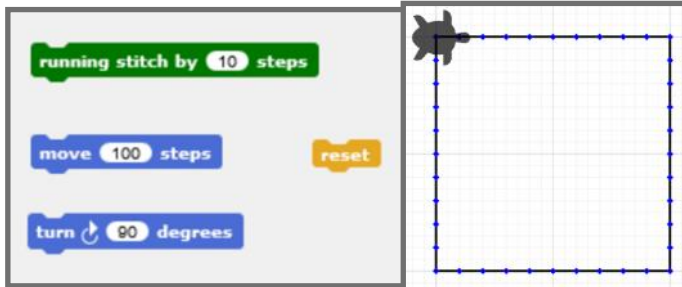 running stitch by 10 steps
move 100 steps
reset
turn 90 degrees